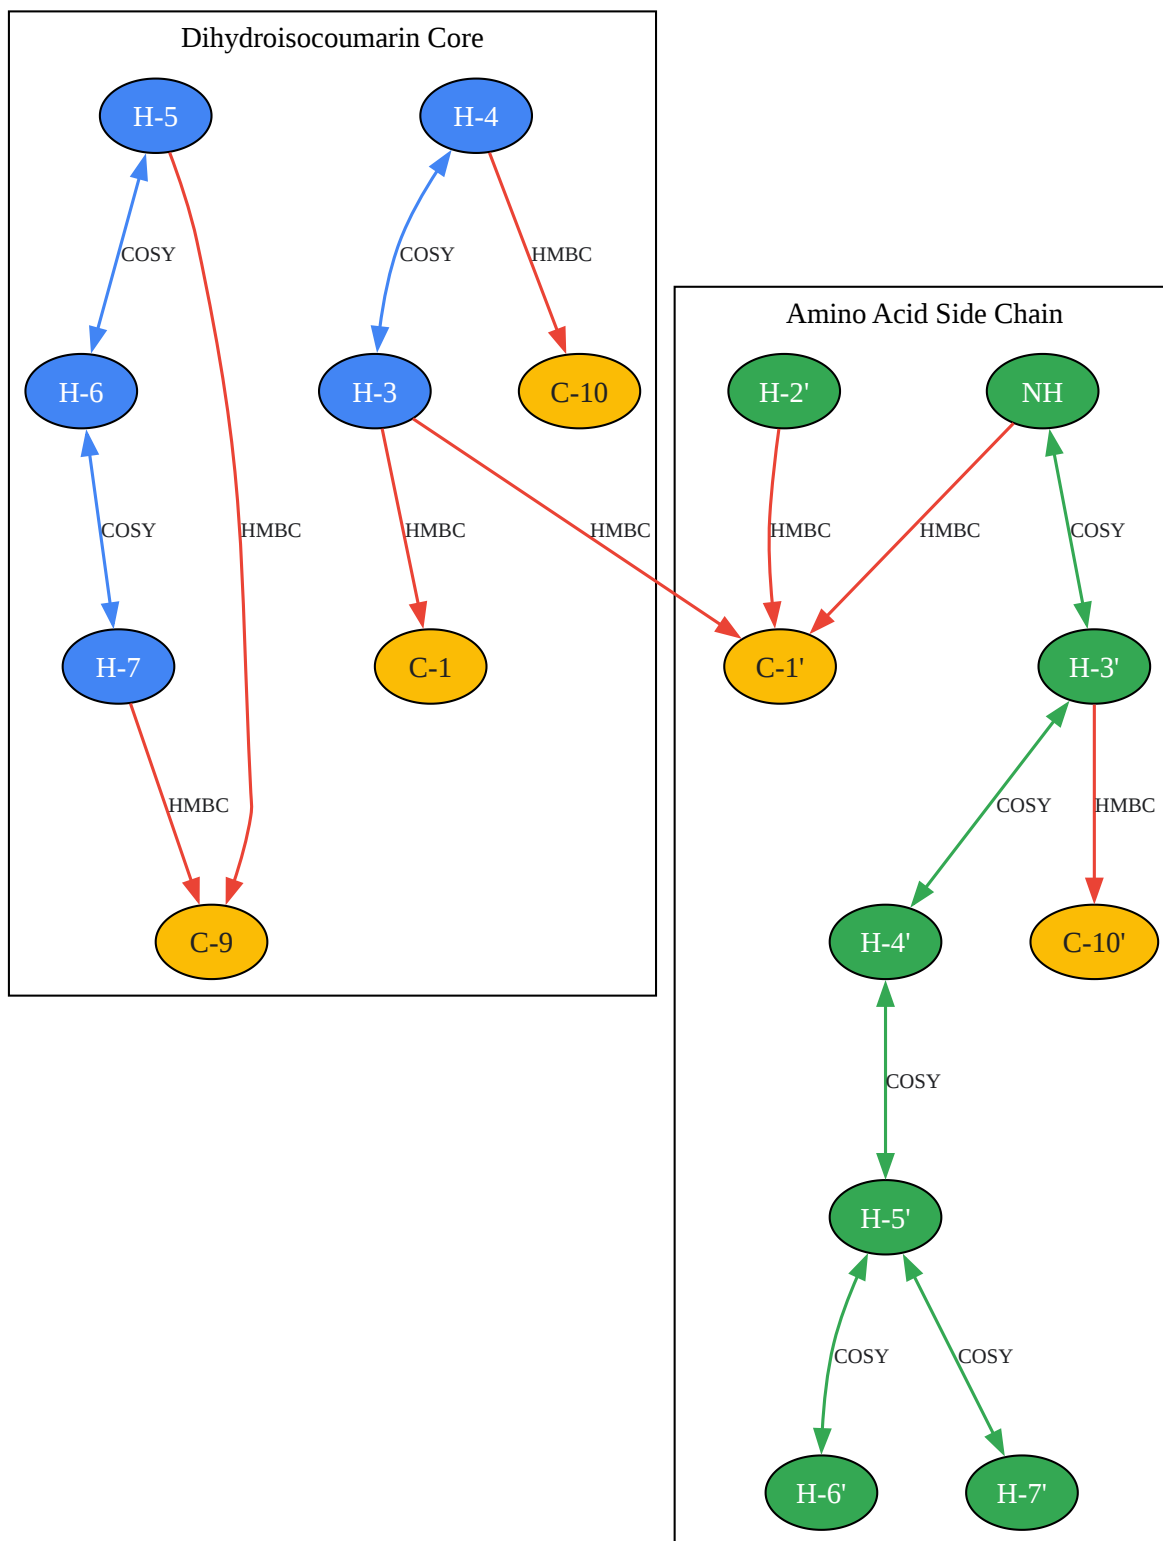 Dihydroisocoumarin Core
H-5
H-4
COSY
COSY
HMBC
Amino Acid Side Chain
H-6
H-3
C-10
H-2'
NH
COSY
HMBC
HMBC
HMBC
HMBC
HMBC
COSY
H-7
C-1
C-1'
H-3'
HMBC
COSY
HMBC
C-9
H-4'
C-10'
COSY
H-5'
COSY
COSY
H-6'
H-7'